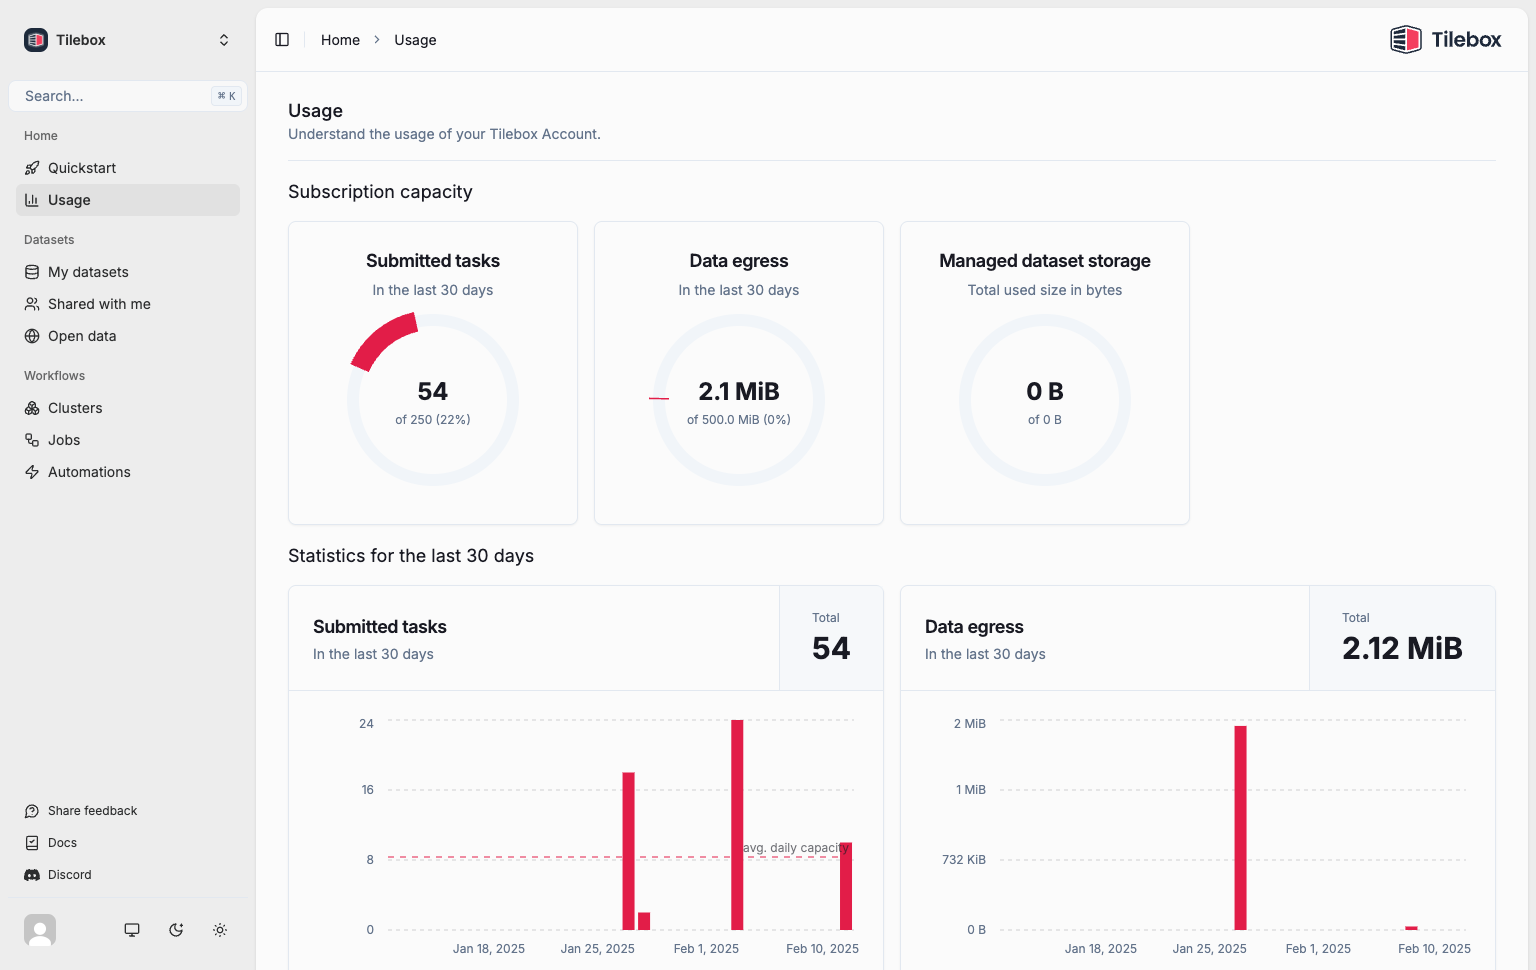 Tilebox
Search...
⌘ K
Home
Quickstart
Usage
Datasets
My datasets
Shared with me
Open data
Workflows
Clusters
Jobs
Automations
Share feedback
Docs
Discord
Home
Usage
Tilebox
Usage
Understand the usage of your Tilebox Account.
Subscription capacity
Submitted tasks
In the last 30 days
54
of 250 (22%)
Data egress
In the last 30 days
2.1 MiB
of 500.0 MiB (0%)
Managed dataset storage
Total used size in bytes
0 B
of 0 B
Statistics for the last 30 days
Submitted tasks
In the last 30 days
Total
54
24
16
8
0
avg. daily capacity
Jan 18, 2025
Jan 25, 2025
Feb 1, 2025
Feb 10, 2025
Data egress
In the last 30 days
Total
2.12 MiB
2 MiB
1 MiB
732 KiB
0 B
Jan 18, 2025
Jan 25, 2025
Feb 1, 2025
Feb 10, 2025